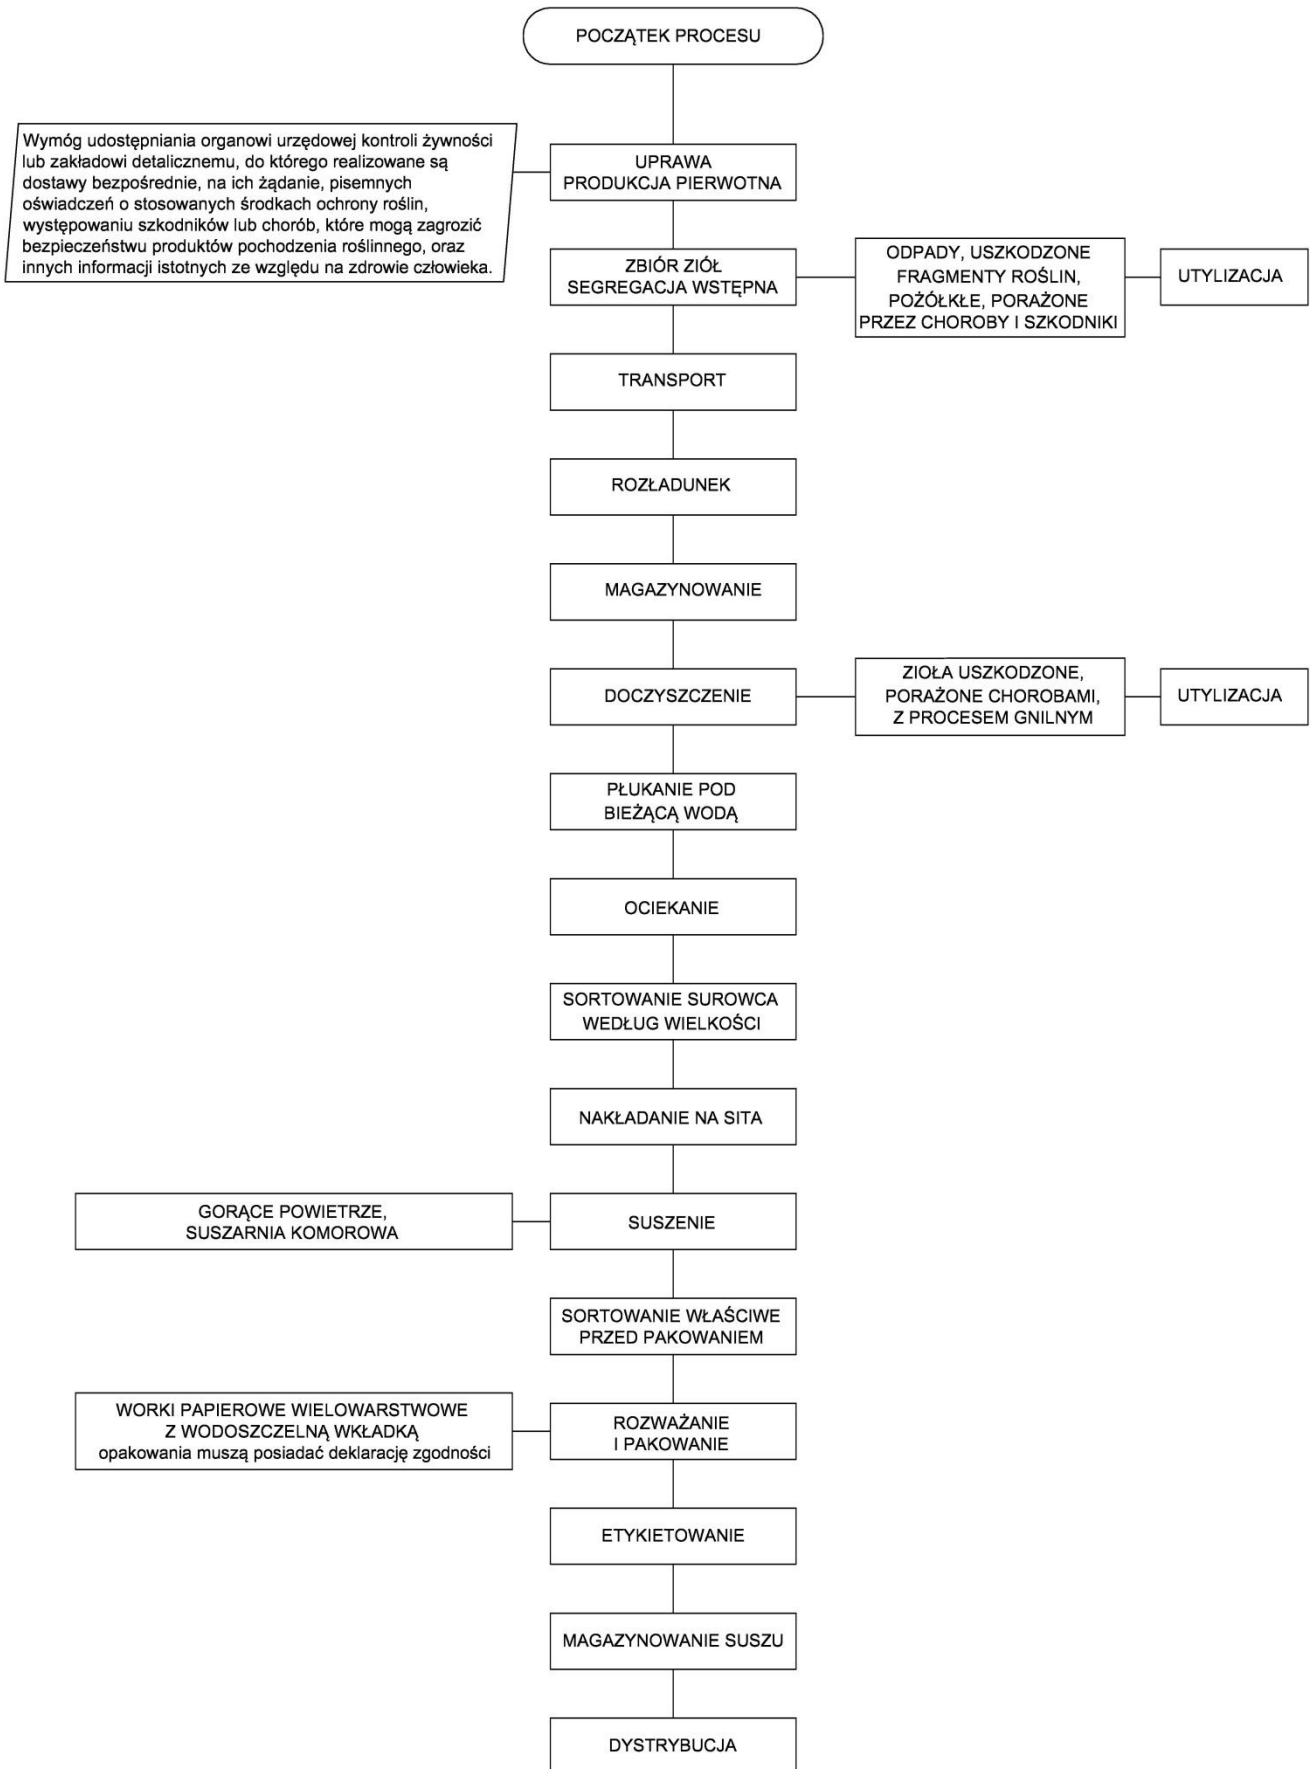 POCZĄTEK PROCESU
Wymóg udostępniania organowi urzędowej kontroli żywności
lub zakładowi detalicznemu, do którego realizowane są
dostawy bezpośrednie, na ich żądanie, pisemnych
oświadczeń o stosowanych środkach ochrony roślin,
występowaniu szkodników lub chorób, które mogą zagrozić
bezpieczeństwu produktów pochodzenia roślinnego, oraz
innych informacji istotnych ze względu na zdrowie człowieka.
UPRAWA
PRODUKCJA PIERWOTNA
ZBIÓR ZIÓŁ
SEGREGACJA WSTĘPNA
ODPADY, USZKODZONE
FRAGMENTY ROŚLIN,
POŻÓŁKŁE, PORAŻONE
PRZEZ CHOROBY I SZKODNIKI
UTYLIZACJA
TRANSPORT
ROZŁADUNEK
MAGAZYNOWANIE
DOCZYSZCZENIE
ZIOŁA USZKODZONE,
PORAŻONE CHOROBAMI,
Z PROCESEM GNILNYM
UTYLIZACJA
PŁUKANIE POD
BIEŻĄCĄ WODĄ
OCIEKANIE
SORTOWANIE SUROWCA
WEDŁUG WIELKOŚCI
NAKŁADANIE NA SITA
GORĄCE POWIETRZE,
SUSZARNIA KOMOROWA
SUSZENIE
SORTOWANIE WŁAŚCIWE
PRZED PAKOWANIEM
WORKI PAPIEROWE WIELOWARSTWOWE
Z WODOSZCZELNĄ WKŁADKĄ
opakowania muszą posiadać deklarację zgodności
ROZWAŻANIE
I PAKOWANIE
ETYKIETOWANIE
MAGAZYNOWANIE SUSZU
DYSTRYBUCJA